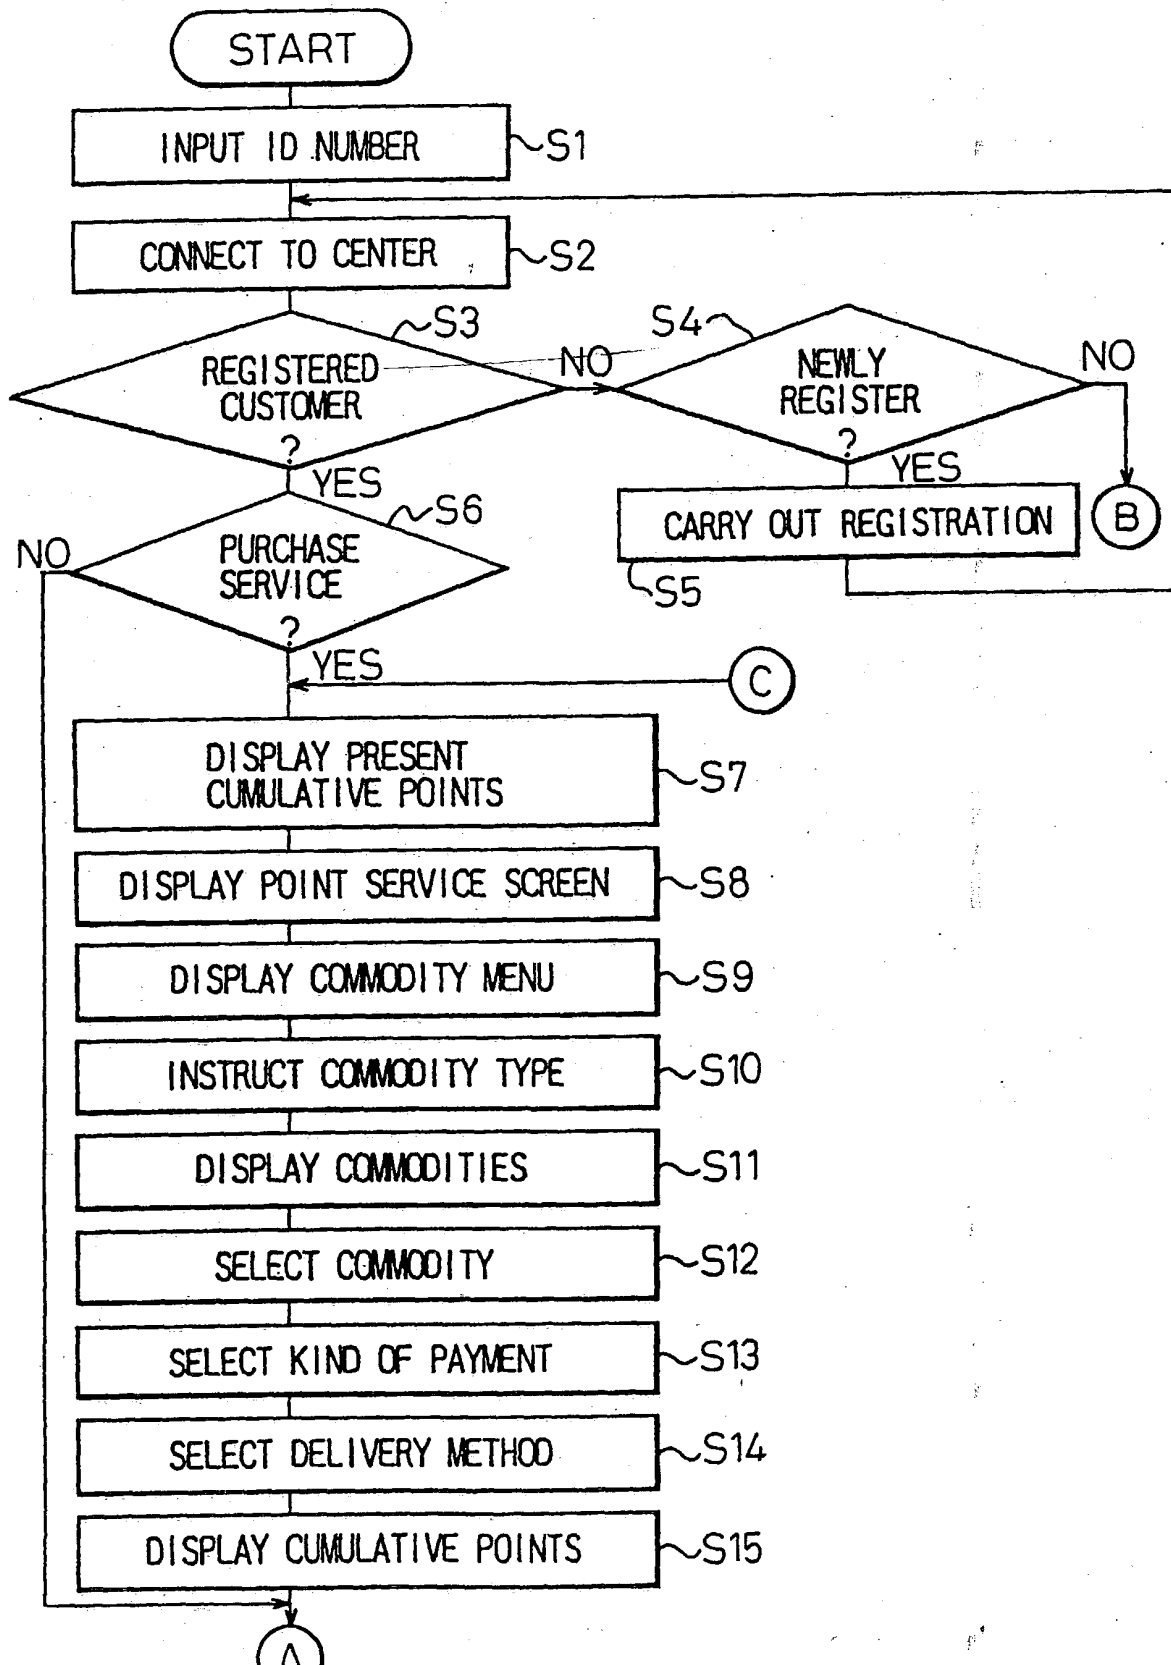 START
INPUT ID NUMBER
S1
CONNECT TO CENTER
S2
S3
REGISTERED
CUSTOMER
?
NO
YES
S4
NEWLY
REGISTER
?
NO
YES
B
CARRY OUT REGISTRATION
S5
S6
PURCHASE
SERVICE
?
NO
YES
C
DISPLAY PRESENT
CUMULATIVE POINTS
S7
DISPLAY POINT SERVICE SCREEN
S8
DISPLAY COMMODITY MENU
S9
INSTRUCT COMMODITY TYPE
S10
DISPLAY COMMODITIES
S11
SELECT COMMODITY
S12
SELECT KIND OF PAYMENT
S13
SELECT DELIVERY METHOD
S14
DISPLAY CUMULATIVE POINTS
S15
A